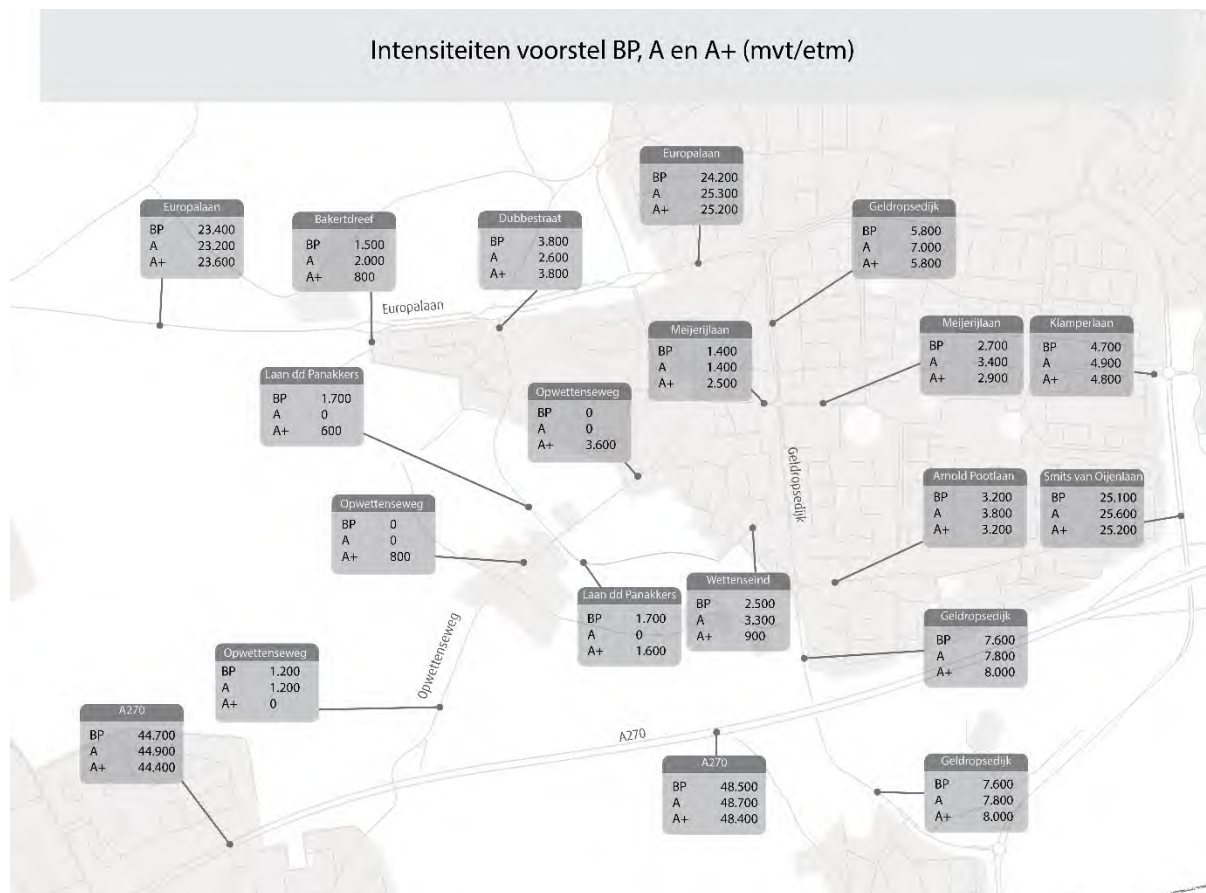 Intensiteiten voorstel BP, A en A+ (mvt/etm)
Europalaan
BP 24.200
A 25.300
A+ 25.200
Europalaan
BP 23.400
A 23.200
A+ 23.600
Bakertdreef
BP 1.500
A 2.000
A+ 800
Dubbestraat
BP 3.800
A 2.600
A+ 3.800
Geldropsedijk
BP 5.800
A 7.000
A+ 5.800
Europalaan
Meijerijlaan
BP 1.400
A 1.400
A+ 2.500
Meijerijlaan
BP 2.700
A 3.400
A+ 2.900
Klamperlaan
BP 4.700
A 4.900
A+ 4.800
Laan dd Panakkers
BP 1.700
A 0
A+ 600
Opwettenseweg
BP 0
A 0
A+ 3.600
Geldropsedijk
Opwettenseweg
BP 0
A 0
A+ 800
Arnold Pootlaan
BP 3.200
A 3.800
A+ 3.200
Smits van Oijenlaan
BP 25.100
A 25.600
A+ 25.200
Laan dd Panakkers
BP 1.700
A 0
A+ 1.600
Wettenseind
BP 2.500
A 3.300
A+ 900
Geldropsedijk
BP 7.600
A 7.800
A+ 8.000
Opwettenseweg
Opwettenseweg
BP 1.200
A 1.200
A+ 0
A270
BP 44.700
A 44.900
A+ 44.400
A270
A270
BP 48.500
A 48.700
A+ 48.400
Geldropsedijk
BP 7.600
A 7.800
A+ 8.000